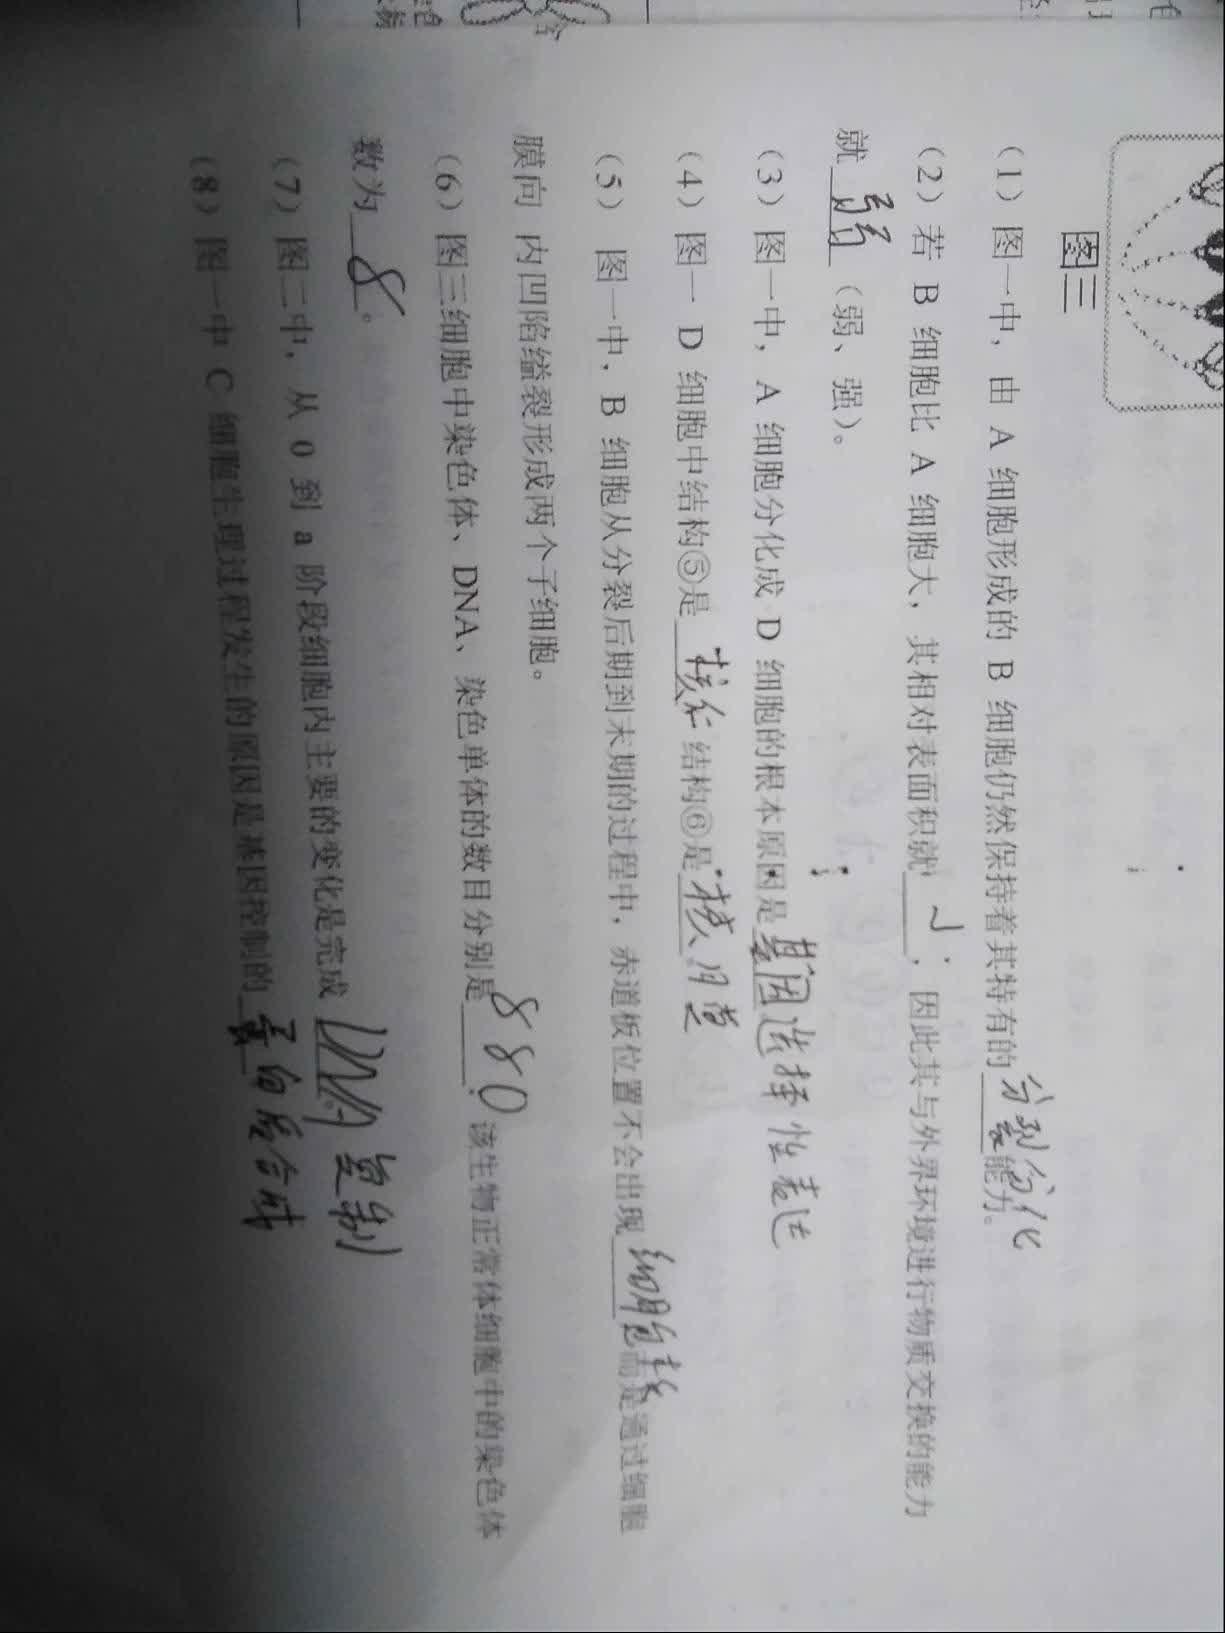 图三
（1）图一中，由 A 细胞形成的 B 细胞仍然保持着其特有的 分裂分化 能力。
（2）若 B 细胞比 A 细胞大，其相对表面积就 小；因此其与外界环境进行物质交换的能力
就 弱 （弱、强）。
（3）图一中，A 细胞分化成 D 细胞的根本原因是 基因选择性表达
（4）图一 D 细胞中结构⑤是 核仁 结构⑥是 核膜
（5） 图一中，B 细胞从分裂后期到末期的过程中，赤道板位置不会出现 细胞板 而是通过细胞
膜向 内凹陷缢裂形成两个子细胞。
（6）图三细胞中染色体、DNA、染色单体的数目分别是 8 8 0 该生物正常体细胞中的染色体
数为 8 。
（7）图二中，从 0 到 a 阶段细胞内主要的变化是完成 DNA 复制
（8）图一中 C 细胞生理过程发生的原因是基因控制的 蛋白